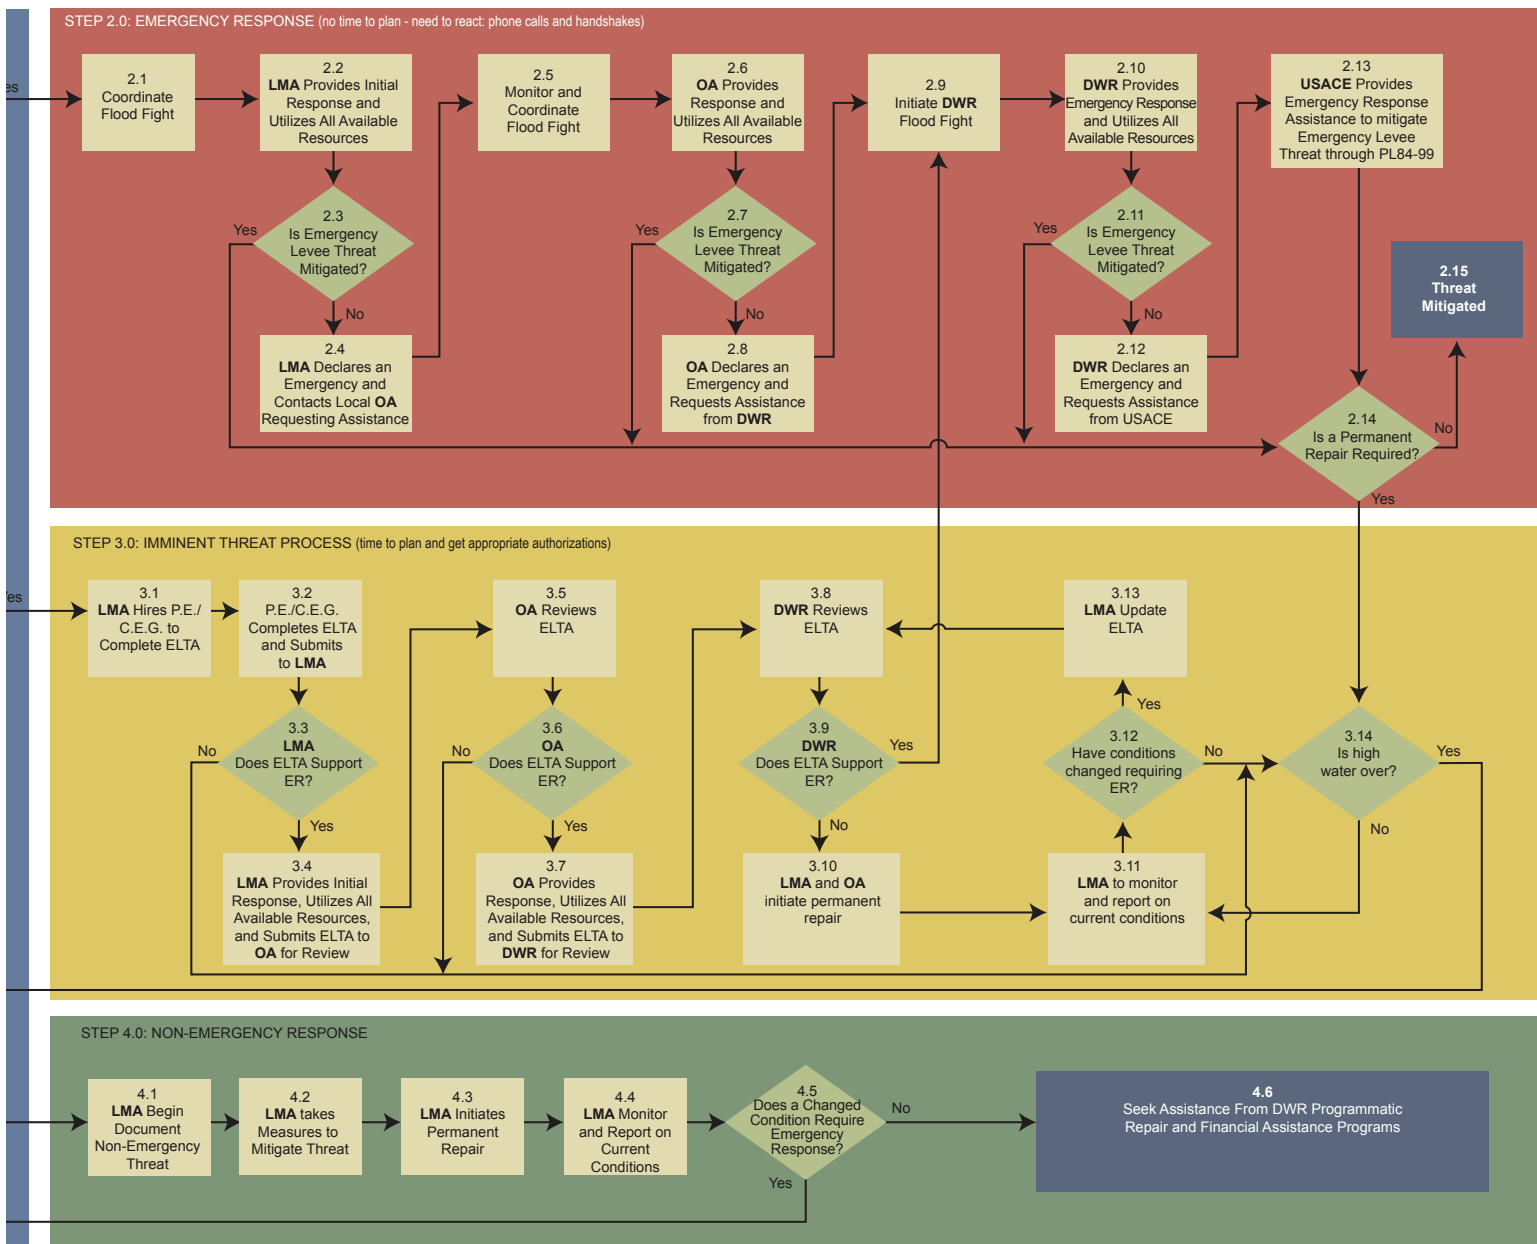 STEP 2.0: EMERGENCY RESPONSE (no time to plan - need to react: phone calls and handshakes)
2.1
Coordinate
Flood Fight
2.2
LMA Provides Initial
Response and
Utilizes All Available
Resources
2.3
Is Emergency
Levee Threat
Mitigated?
Yes
No
2.4
LMA Declares an
Emergency and
Contacts Local OA
Requesting Assistance
2.5
Monitor and
Coordinate
Flood Fight
2.6
OA Provides
Response and
Utilizes All Available
Resources
2.7
Is Emergency
Levee Threat
Mitigated?
Yes
No
2.8
OA Declares an
Emergency and
Requests Assistance
from DWR
2.9
Initiate DWR
Flood Fight
2.10
DWR Provides
Emergency Response
and Utilizes All
Available Resources
2.11
Is Emergency
Levee Threat
Mitigated?
Yes
No
2.12
DWR Declares an
Emergency and
Requests Assistance
from USACE
2.13
USACE Provides
Emergency Response
Assistance to mitigate
Emergency Levee
Threat through PL84-99
2.14
Is a Permanent
Repair Required?
No
Yes
2.15
Threat
Mitigated
STEP 3.0: IMMINENT THREAT PROCESS (time to plan and get appropriate authorizations)
3.1
LMA Hires P.E./
C.E.G. to
Complete ELTA
3.2
P.E./C.E.G.
Completes ELTA
and Submits
to LMA
3.3
LMA
Does ELTA Support
ER?
No
Yes
3.4
LMA Provides Initial
Response, Utilizes All
Available Resources,
and Submits ELTA to
OA for Review
3.5
OA Reviews
ELTA
3.6
OA
Does ELTA Support
ER?
No
Yes
3.7
OA Provides
Response, Utilizes All
Available Resources,
and Submits ELTA to
DWR for Review
3.8
DWR Reviews
ELTA
3.9
DWR
Does ELTA Support
ER?
Yes
No
3.10
LMA and OA
initiate permanent
repair
3.11
LMA to monitor
and report on
current conditions
3.12
Have conditions
changed requiring
ER?
Yes
No
3.13
LMA Update
ELTA
3.14
Is high
water over?
Yes
No
STEP 4.0: NON-EMERGENCY RESPONSE
4.1
LMA Begin
Document
Non-Emergency
Threat
4.2
LMA takes
Measures to
Mitigate Threat
4.3
LMA Initiates
Permanent
Repair
4.4
LMA Monitor
and Report on
Current
Conditions
4.5
Does a Changed
Condition Require
Emergency
Response?
No
Yes
4.6
Seek Assistance From DWR Programmatic
Repair and Financial Assistance Programs